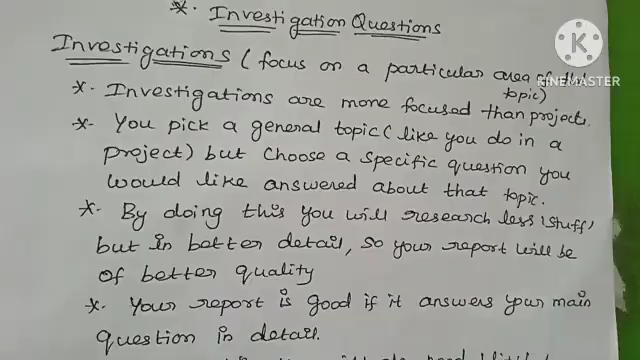 *. Investigation Questions
Investigations (focus on a particular area of the
topic)
*. Investigations are more focused than projects.
*. You pick a general topic (like you do in a
project) but choose a specific question you
would like answered about that topic.
*. By doing this you will research less 'stuff'
but in better detail, so your report will be
of better quality
*. Your report is good if it answers your main
question in detail.
KINEMASTER